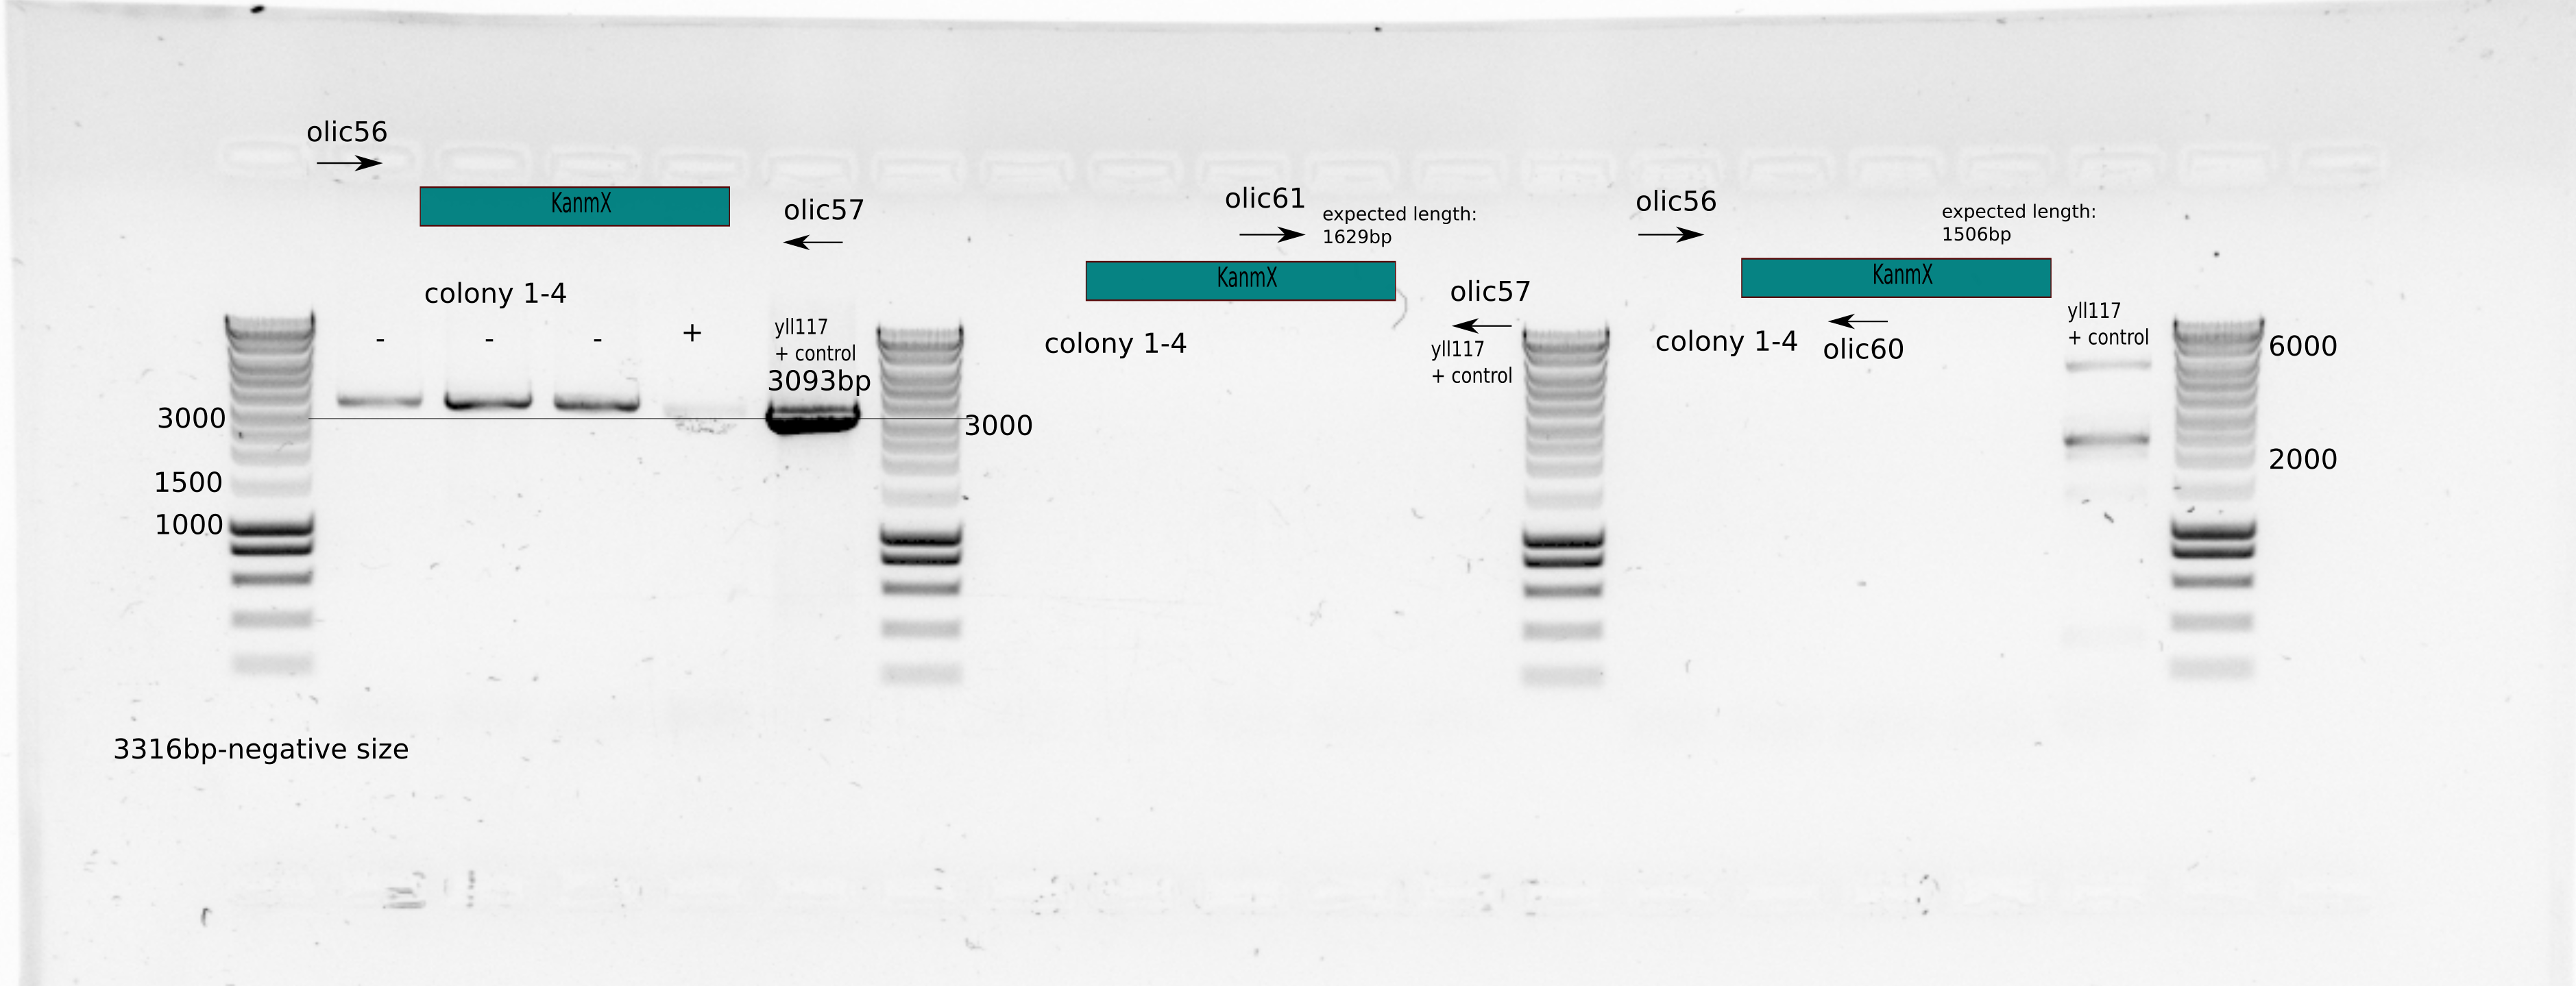 olic56
KanmX
olic57
colony 1-4
-
-
-
+
yll117
+ control
3093bp
3000
1500
1000
3000
3316bp-negative size
olic61
expected length:
1629bp
KanmX
olic57
colony 1-4
yll117
+ control
olic56
expected length:
1506bp
KanmX
colony 1-4
olic60
yll117
+ control
6000
2000